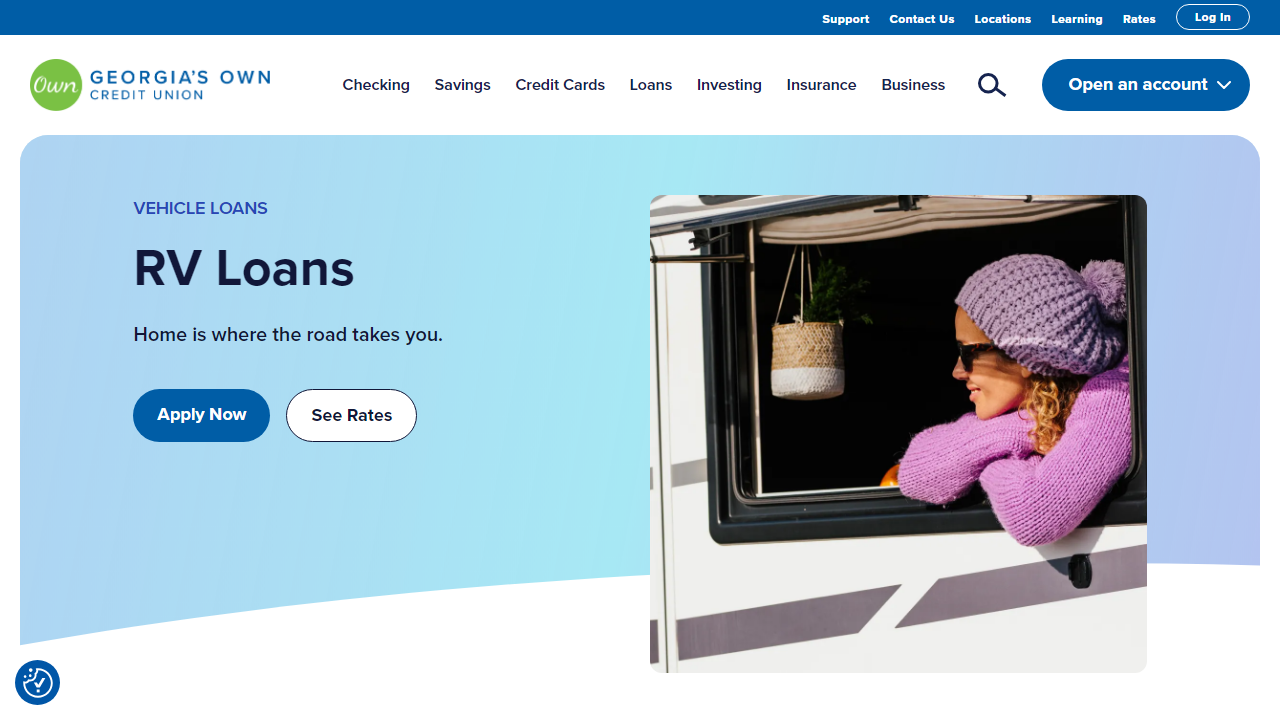 Support Contact Us Locations Learning Rates Log In
Own GEORGIA'S OWN
CREDIT UNION
Checking Savings Credit Cards Loans Investing Insurance Business Open an account
VEHICLE LOANS
RV Loans
Home is where the road takes you.
Apply Now See Rates